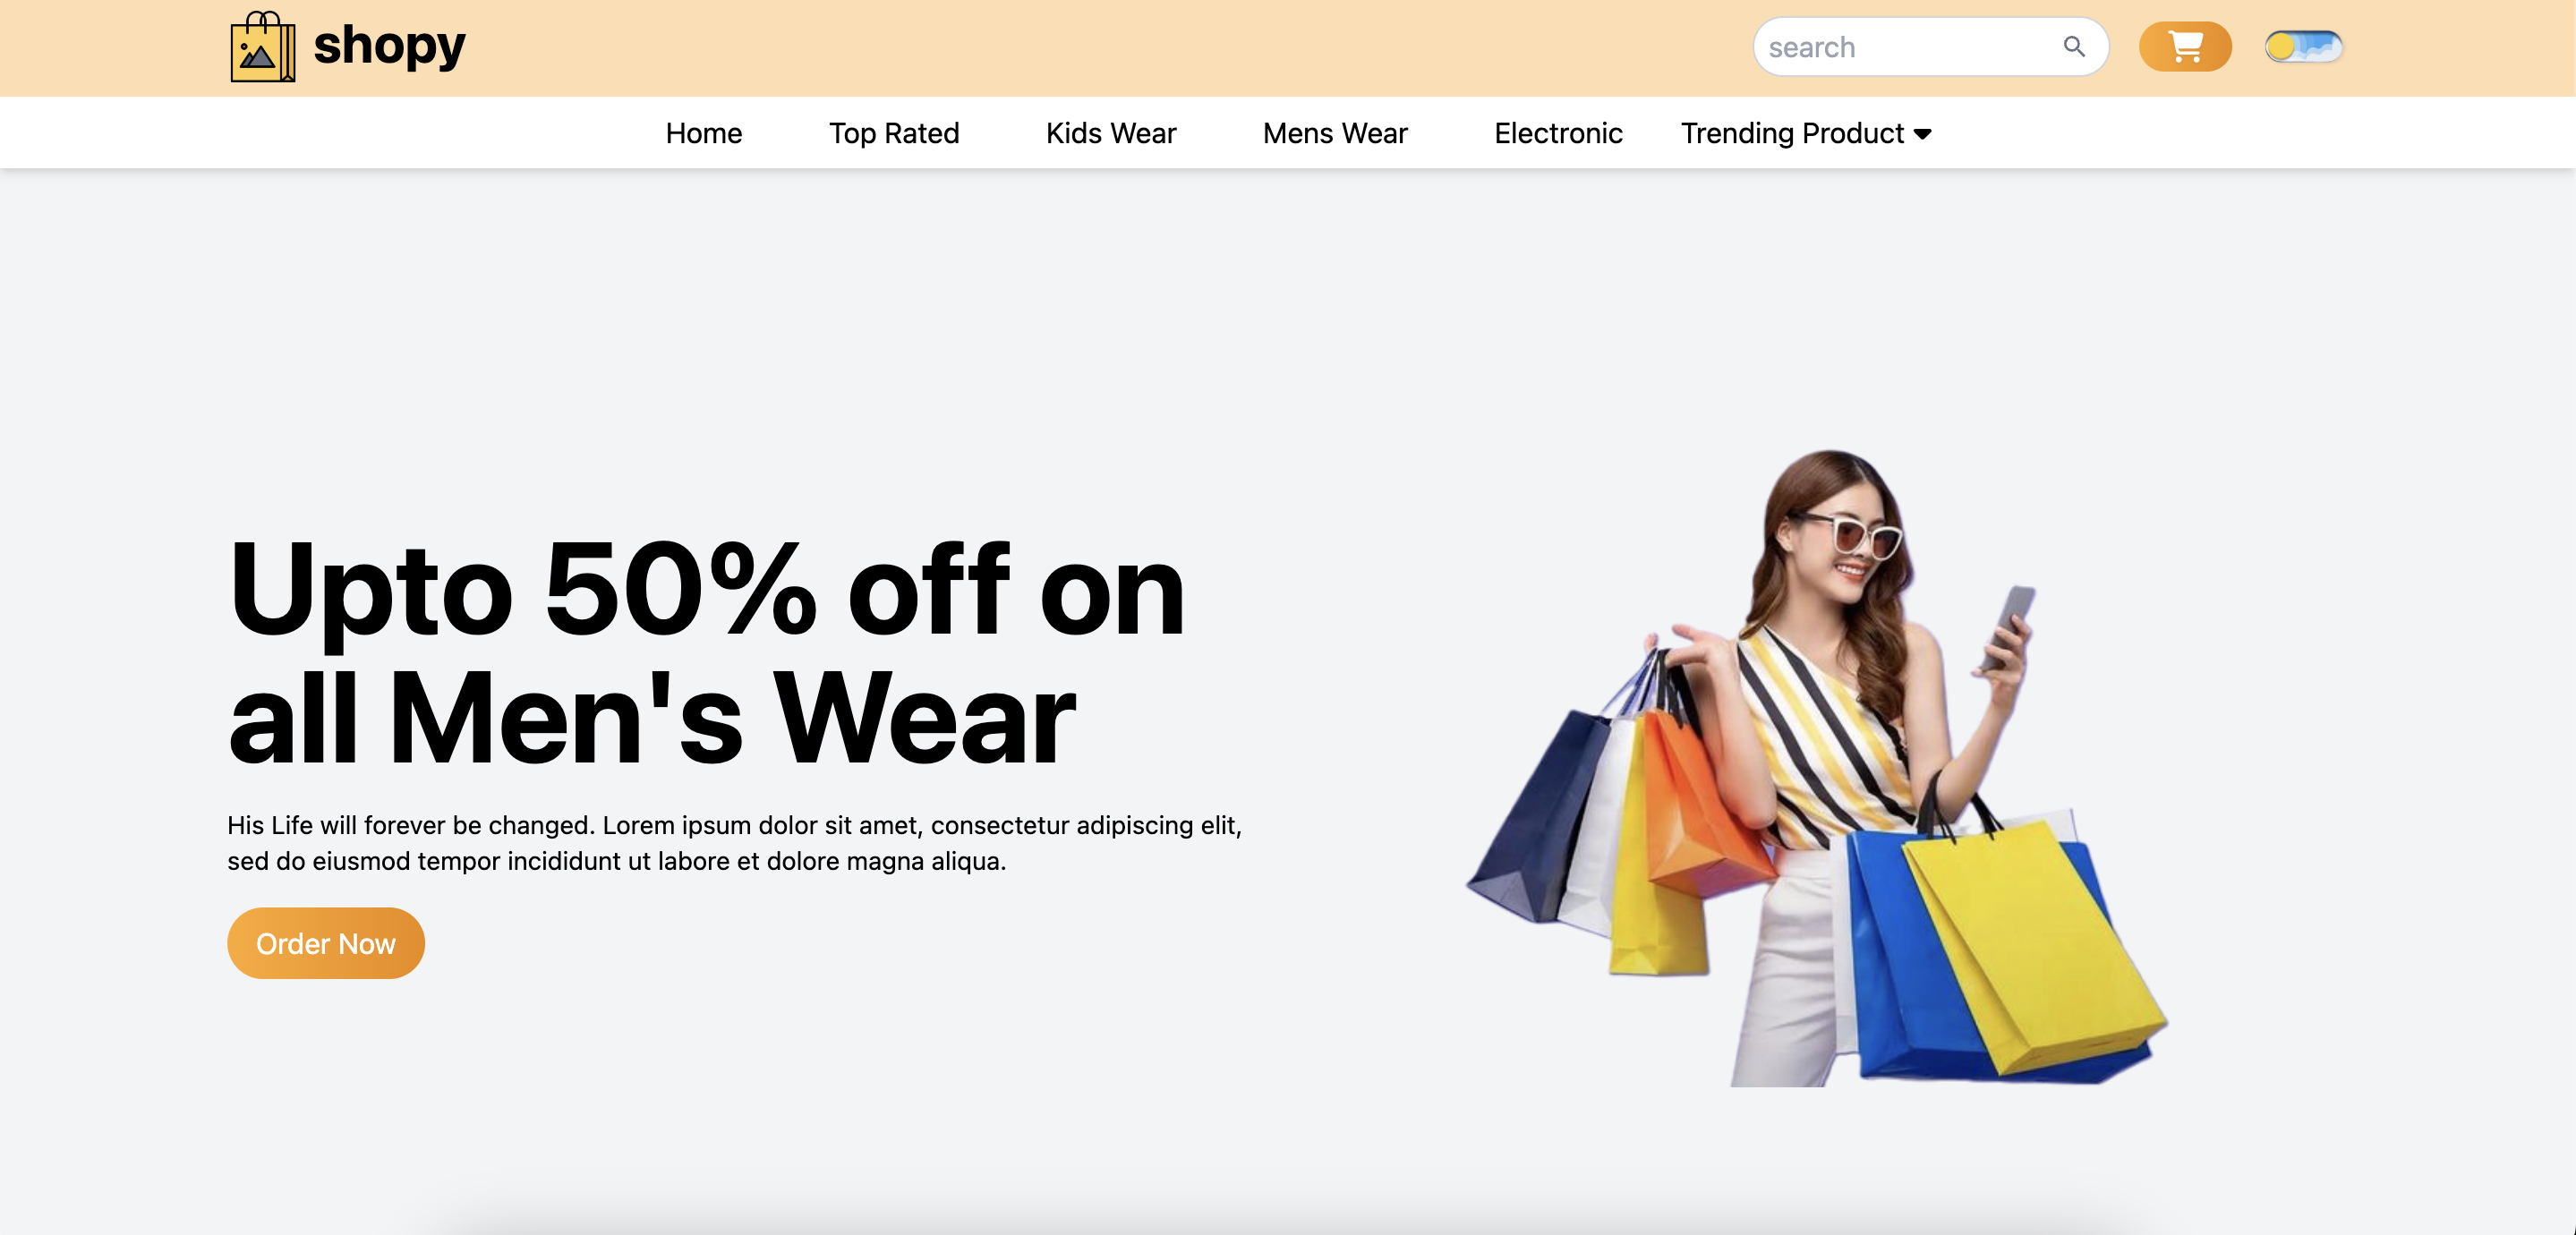 shopy
search
Home Top Rated Kids Wear Mens Wear Electronic Trending Product
Upto 50% off on
all Men's Wear
His Life will forever be changed. Lorem ipsum dolor sit amet, consectetur adipiscing elit,
sed do eiusmod tempor incididunt ut labore et dolore magna aliqua.
Order Now